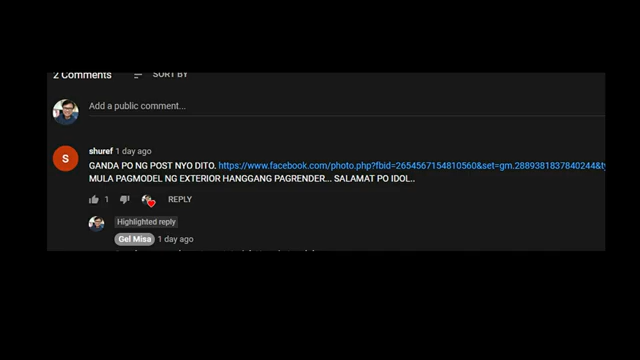 2 Comments SORT BY
Add a public comment...
S
shuref 1 day ago
GANDA PO NG POST NYO DITO. https://www.facebook.com/photo.php?fbid=2654567154810560&set=gm.2889381837840244&ty
MULA PAGMODEL NG EXTERIOR HANGGANG PAGRENDER... SALAMAT PO IDOL..
1 REPLY
Highlighted reply
Gel Misa 1 day ago